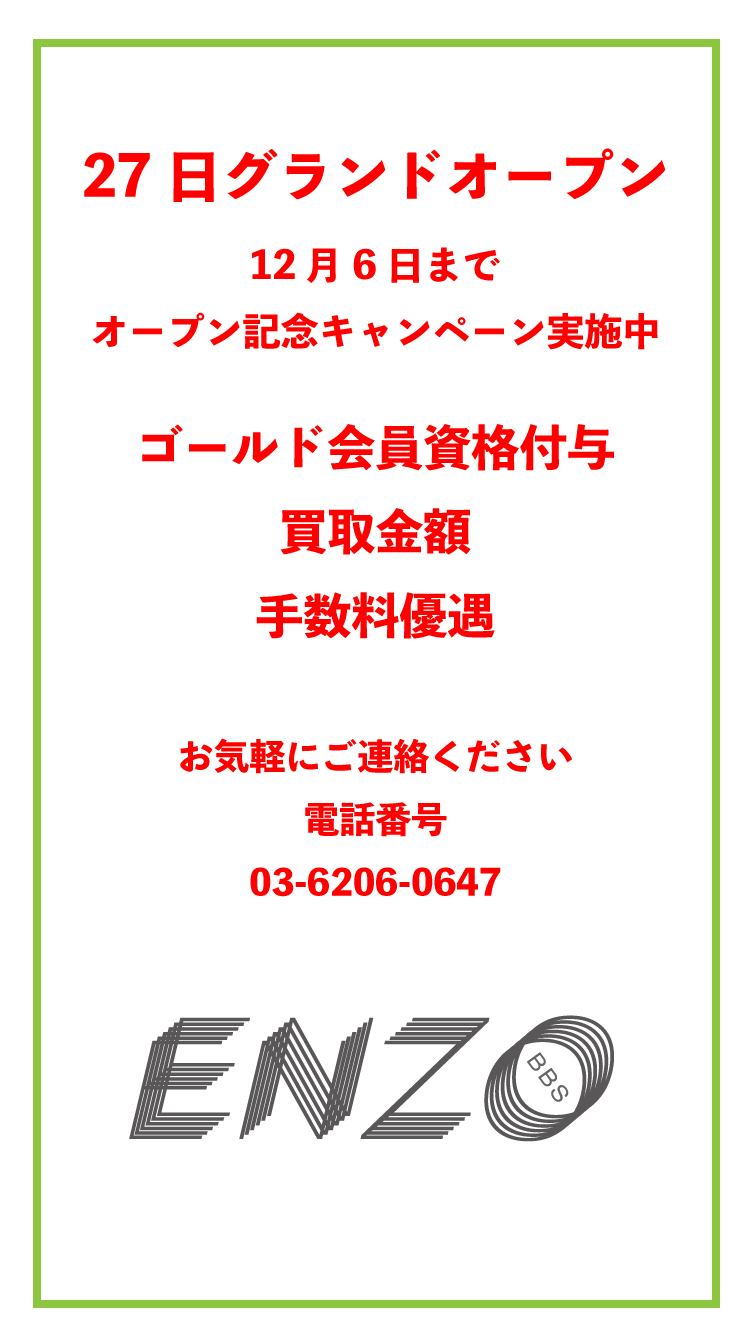 27日グランドオープン
12月6日まで
オープン記念キャンペーン実施中
ゴールド会員資格付与
買取金額
手数料優遇
お気軽にご連絡ください
電話番号
03-6206-0647
ENZO
BBS